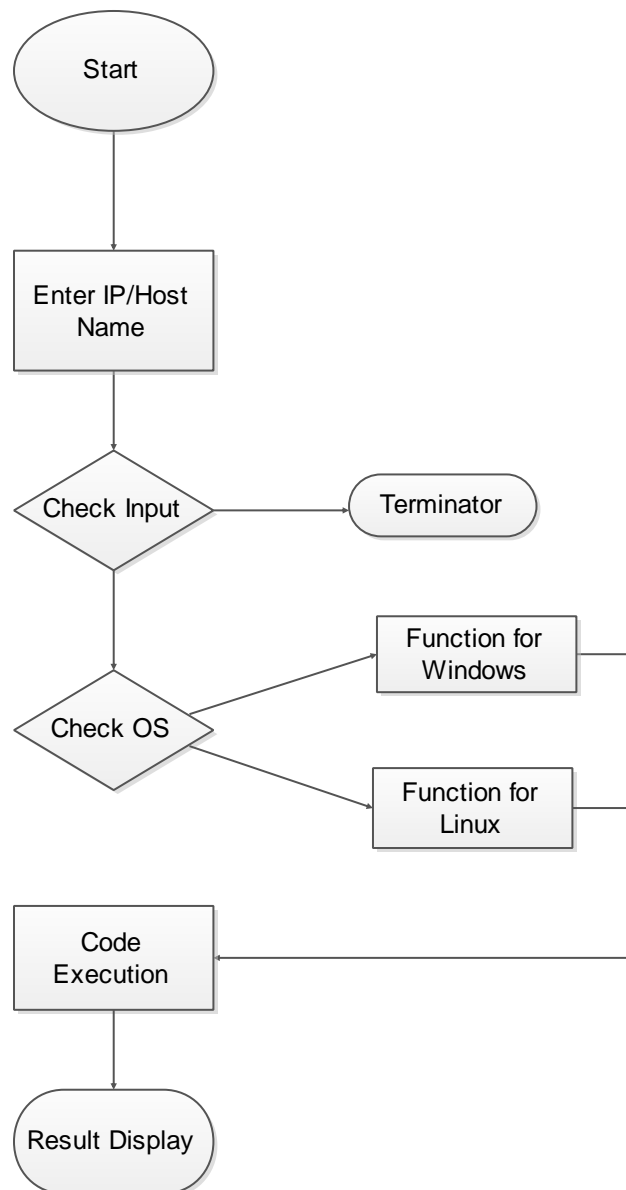 Start
Enter IP/Host
Name
Check Input
Terminator
Function for
Windows
Check OS
Function for
Linux
Code
Execution
Result Display